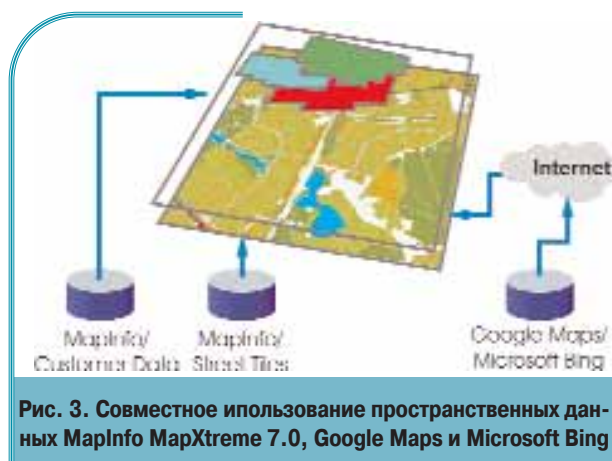 Internet
MapInfo/
Customer Data
MapInfo/
Street Tiles
Google Maps/
Microsoft Bing
Рис. 3. Совместное ипользование пространственных дан-
ных MapInfo MapXtreme 7.0, Google Maps и Microsoft Bing